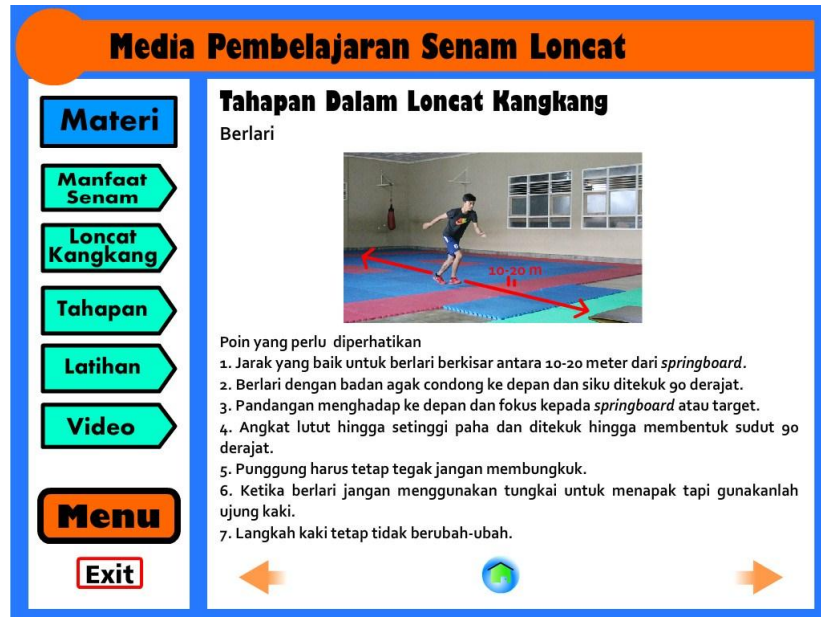 Media Pembelajaran Senam Loncat
Materi
Manfaat
Senam
Loncat
Kangkang
Tahapan
Latihan
Video
Menu
Exit
Tahapan Dalam Loncat Kangkang
Berlari
10-20 m
Poin yang perlu diperhatikan
1. Jarak yang baik untuk berlari berkisar antara 10-20 meter dari springboard.
2. Berlari dengan badan agak condong ke depan dan siku ditekuk 90 derajat.
3. Pandangan menghadap ke depan dan fokus kepada springboard atau target.
4. Angkat lutut hingga setinggi paha dan ditekuk hingga membentuk sudut 90
derajat.
5. Punggung harus tetap tegak jangan membungkuk.
6. Ketika berlari jangan menggunakan tungkai untuk menapak tapi gunakanlah
ujung kaki.
7. Langkah kaki tetap tidak berubah-ubah.